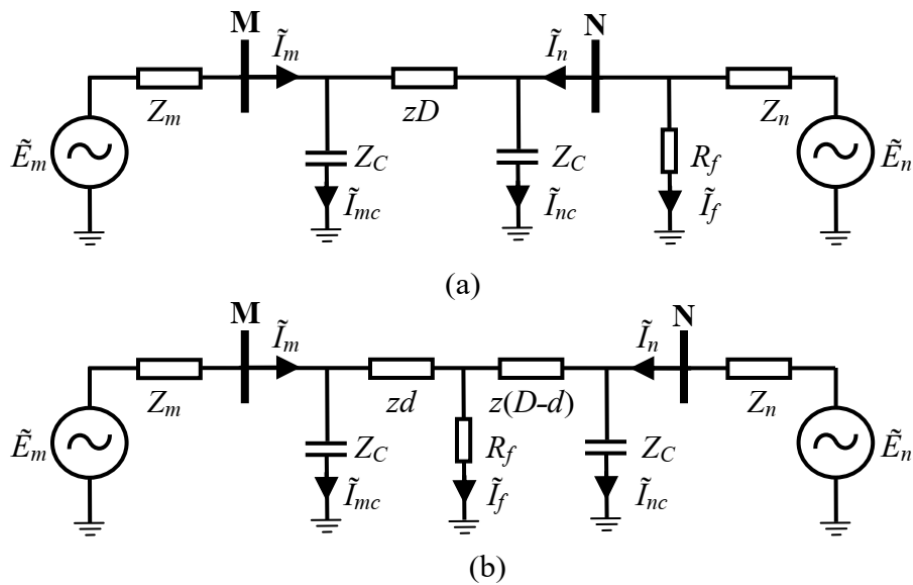 M N
Ĩm Ĩn
Zm zD Zn
Ẽm ZC ZC Rf Ẽn
Ĩmc Ĩnc Ĩf
(a)
M N
Ĩm Ĩn
Zm zd z(D-d) Zn
Ẽm ZC Rf ZC Ẽn
Ĩmc Ĩf Ĩnc
(b)